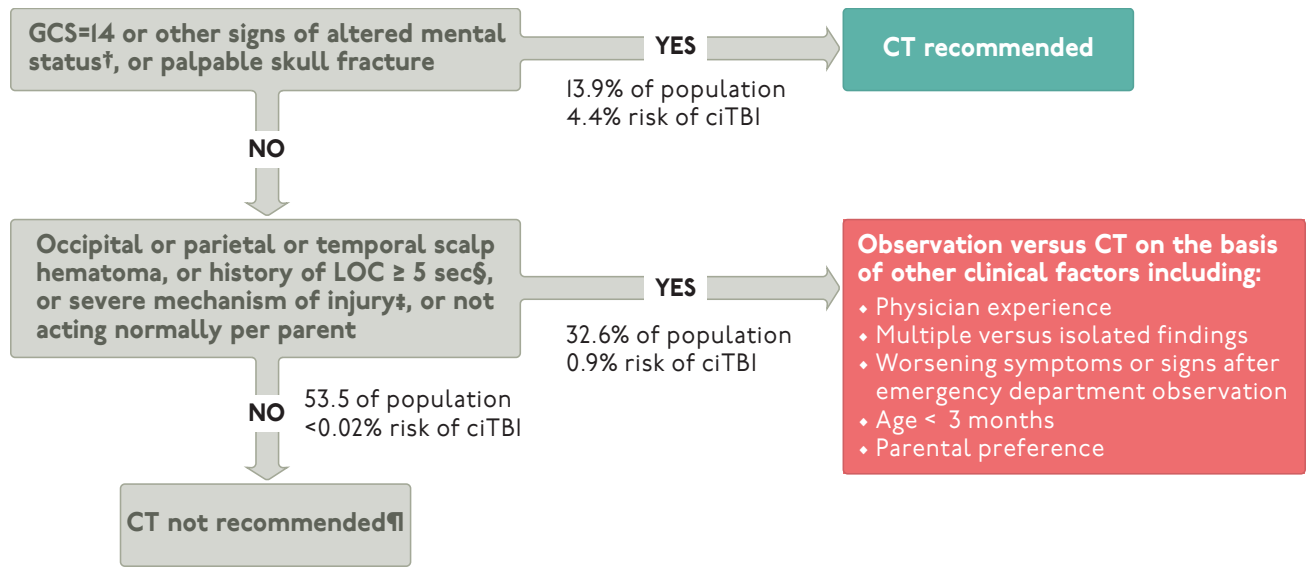 GCS=14 or other signs of altered mental
status†, or palpable skull fracture
YES
13.9% of population
4.4% risk of ciTBI
CT recommended
NO
Occipital or parietal or temporal scalp
hematoma, or history of LOC ≥ 5 sec§,
or severe mechanism of injury‡, or not
acting normally per parent
YES
32.6% of population
0.9% risk of ciTBI
Observation versus CT on the basis
of other clinical factors including:
⬥ Physician experience
⬥ Multiple versus isolated findings
⬥ Worsening symptoms or signs after
emergency department observation
⬥ Age < 3 months
⬥ Parental preference
NO
53.5 of population
<0.02% risk of ciTBI
CT not recommended¶